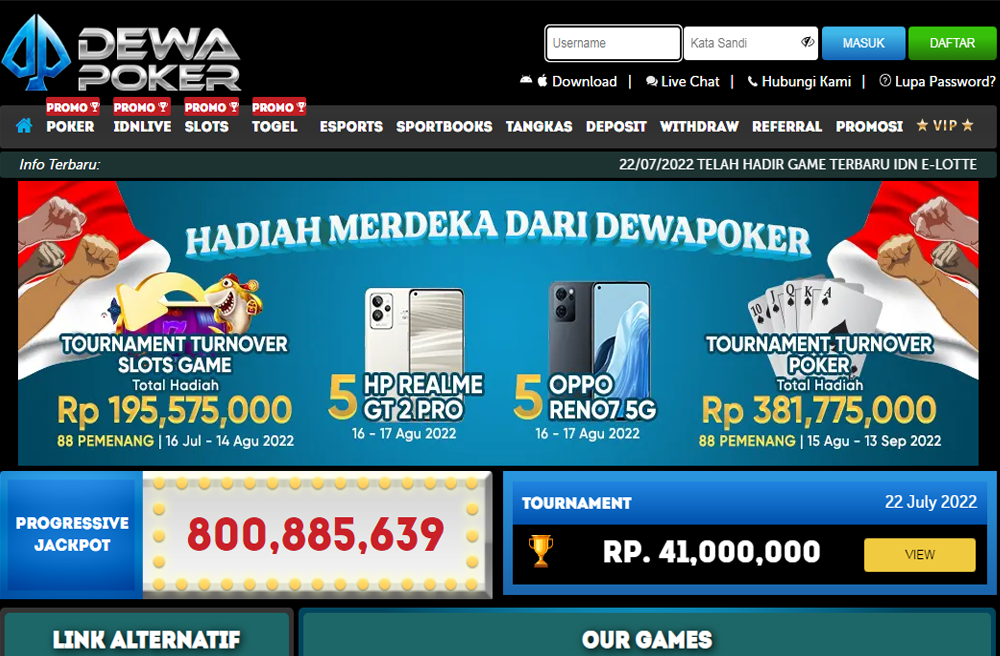 DEWA
POKER
Username
Kata Sandi
MASUK
DAFTAR
Download | Live Chat | Hubungi Kami | Lupa Password?
PROMO PROMO PROMO PROMO
POKER IDNLIVE SLOTS TOGEL ESPORTS SPORTBOOKS TANGKAS DEPOSIT WITHDRAW REFERRAL PROMOSI ★ VIP ★
Info Terbaru:
22/07/2022 TELAH HADIR GAME TERBARU IDN E-LOTTE
HADIAH MERDEKA DARI DEWAPOKER
TOURNAMENT TURNOVER
SLOTS GAME
Total Hadiah
Rp 195,575,000
88 PEMENANG | 16 Jul - 14 Agu 2022
5 HP REALME
GT 2 PRO
16 - 17 Agu 2022
5 OPPO
RENO7 5G
16 - 17 Agu 2022
10 J Q K A
TOURNAMENT TURNOVER
POKER
Total Hadiah
Rp 381,775,000
88 PEMENANG | 15 Agu - 13 Sep 2022
PROGRESSIVE
JACKPOT
800,885,639
TOURNAMENT
22 July 2022
RP. 41,000,000
VIEW
LINK ALTERNATIF
OUR GAMES